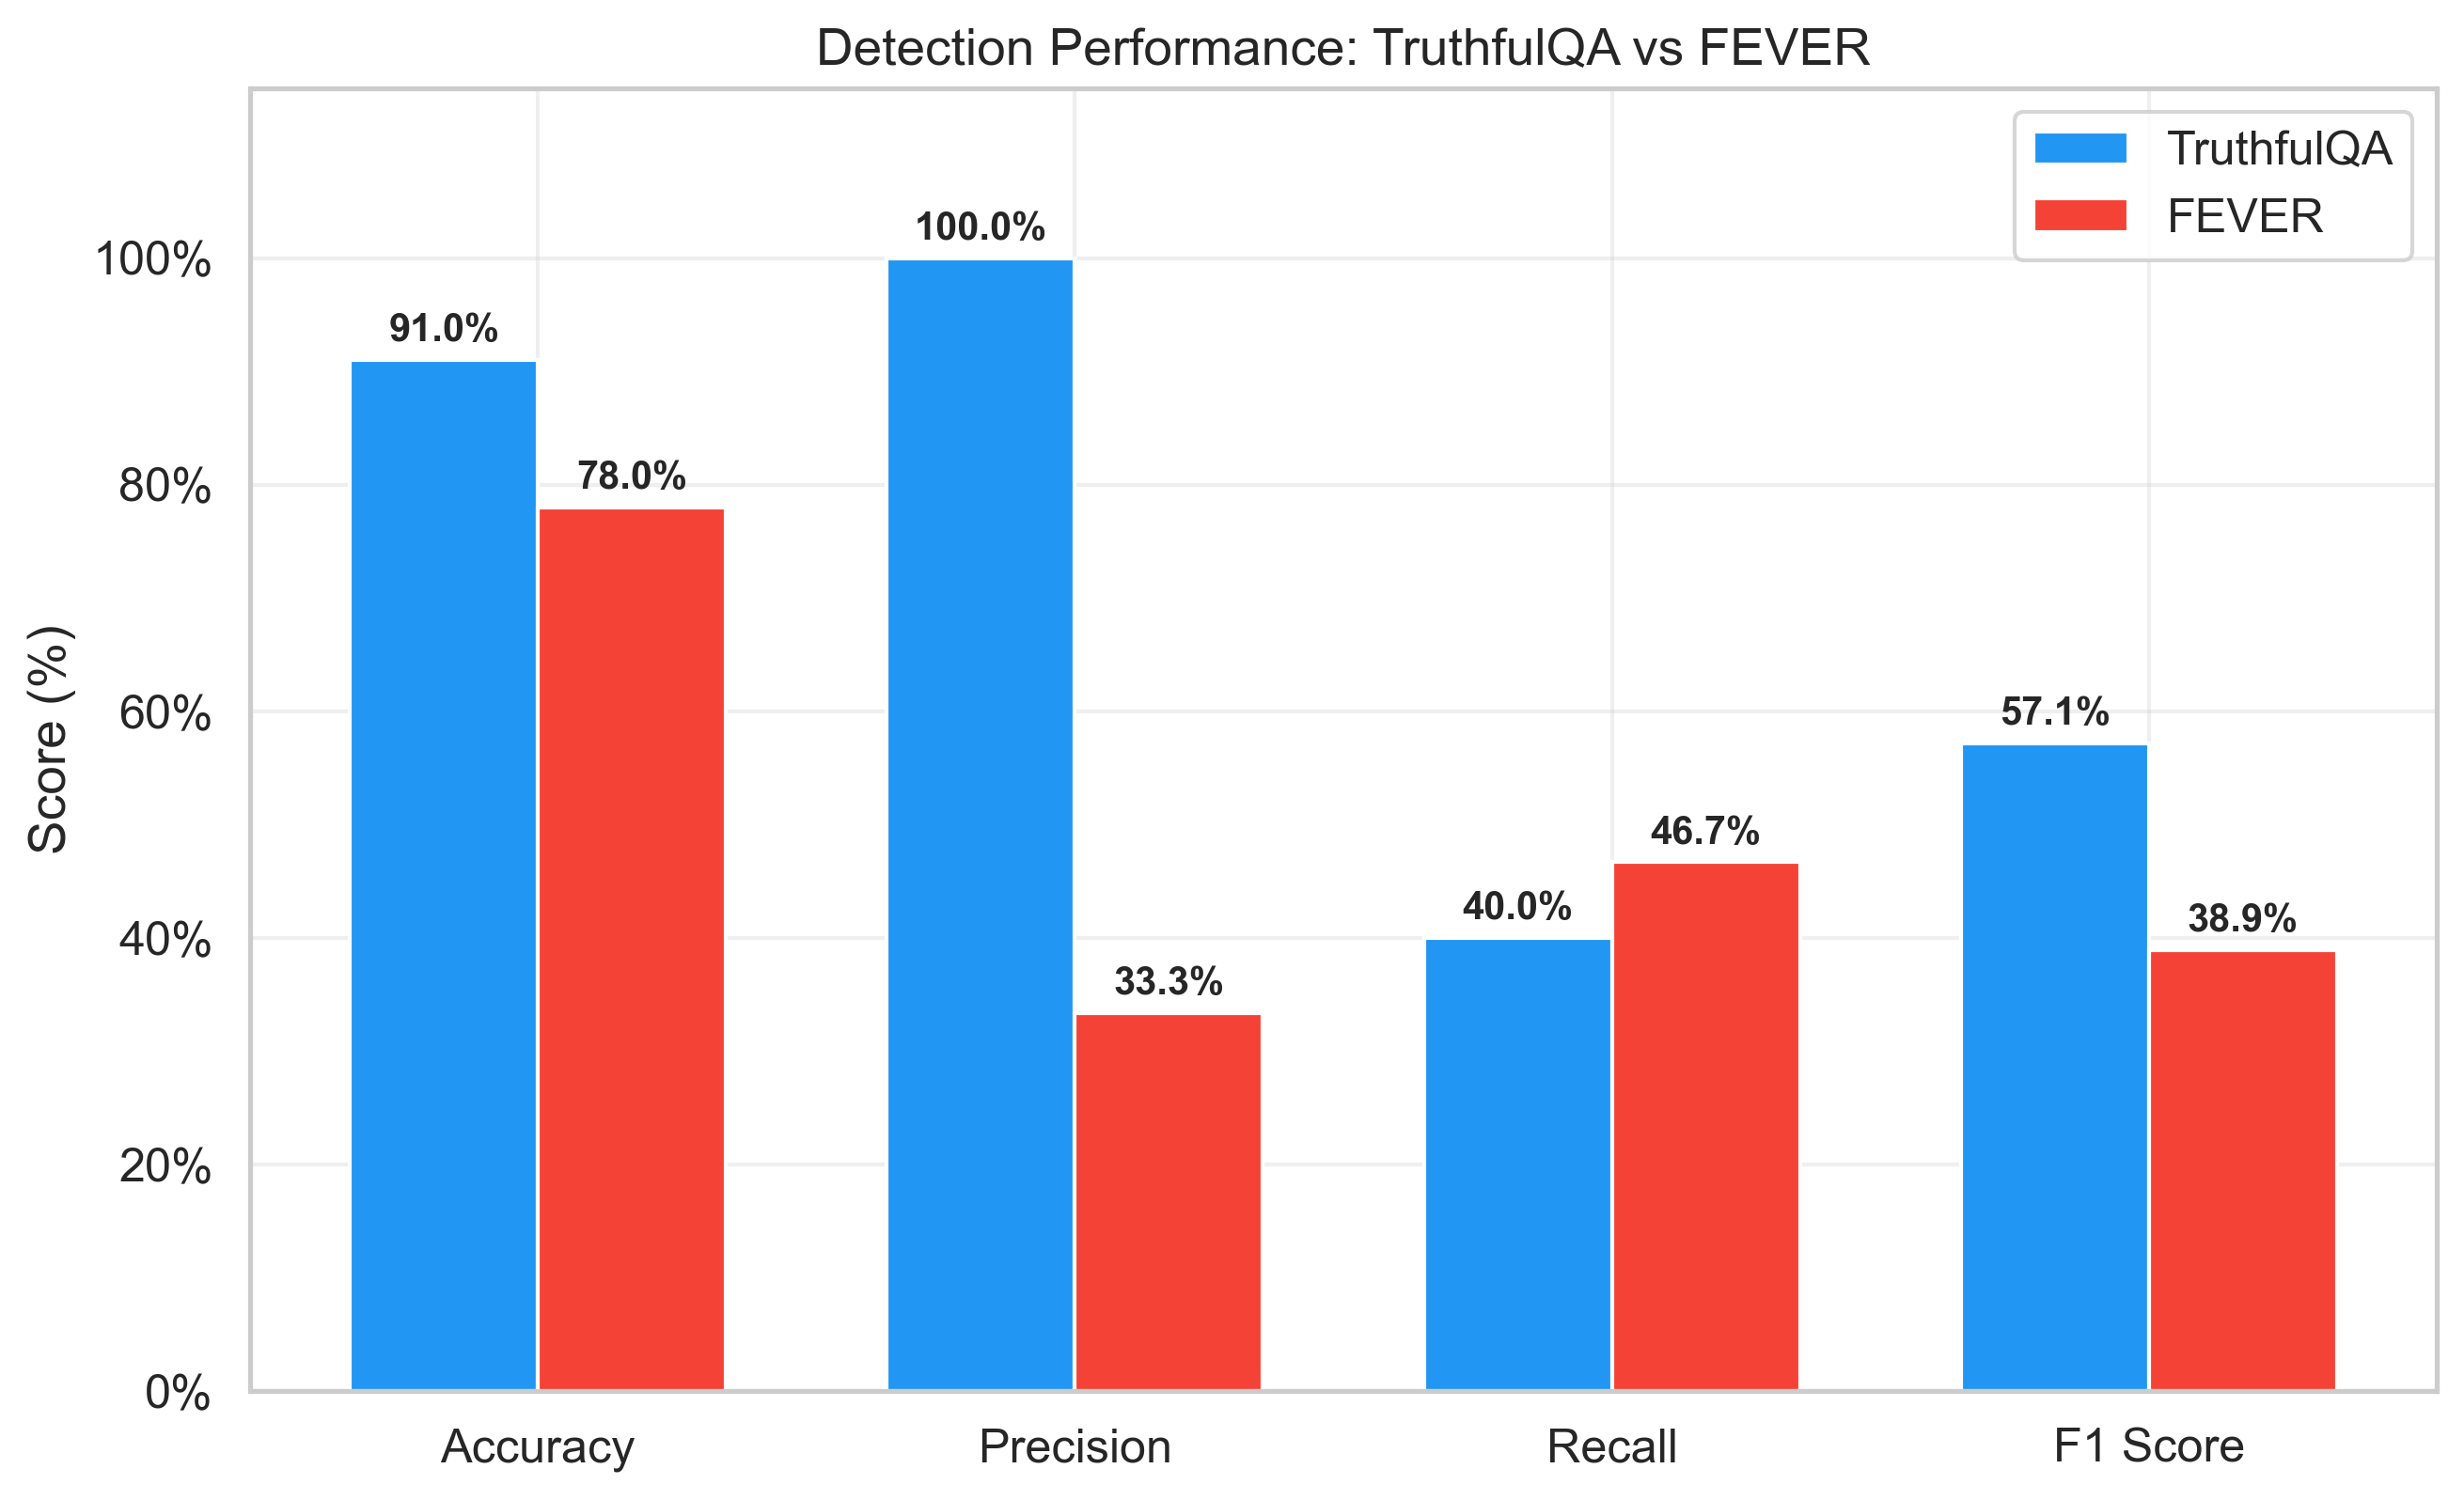 Detection Performance: TruthfulQA vs FEVER
TruthfulQA
FEVER
Score (%)
100%
80%
60%
40%
20%
0%
91.0%
78.0%
100.0%
33.3%
40.0%
46.7%
57.1%
38.9%
Accuracy
Precision
Recall
F1 Score